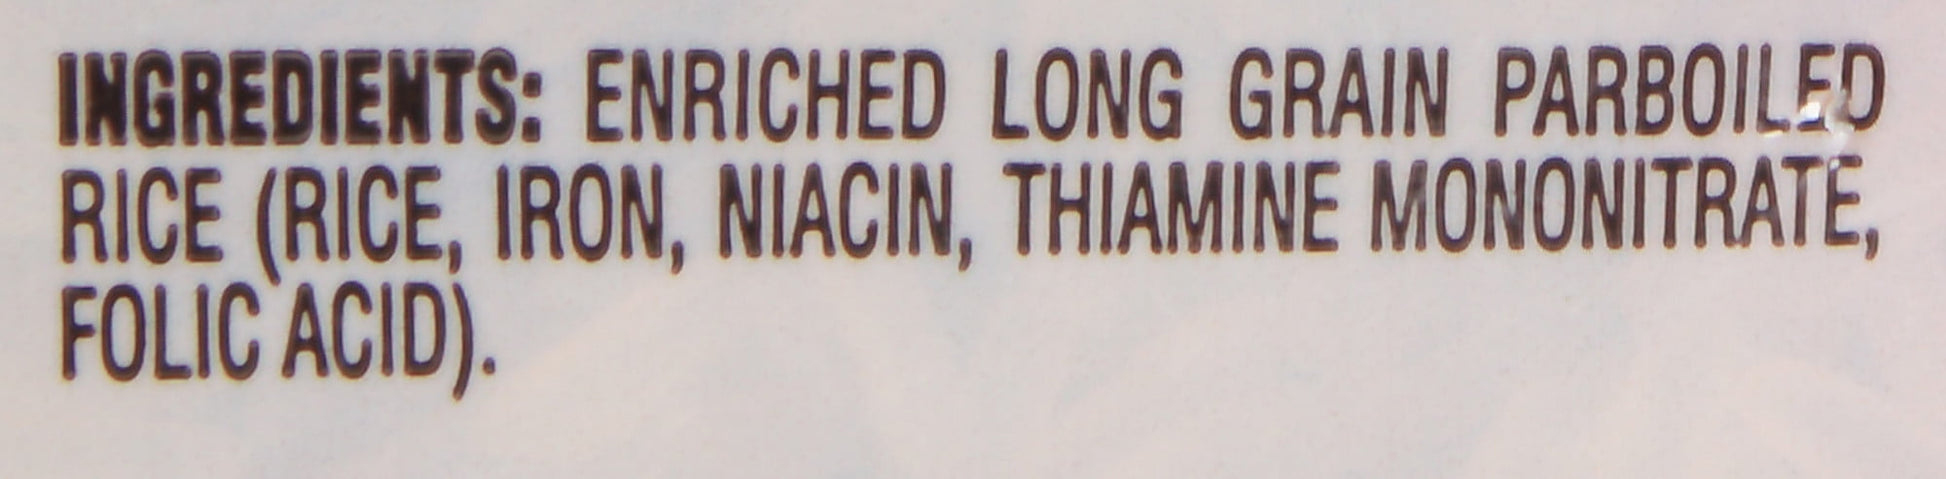 INGREDIENTS: ENRICHED LONG GRAIN PARBOILED
RICE (RICE, IRON, NIACIN, THIAMINE MONONITRATE,
FOLIC ACID).